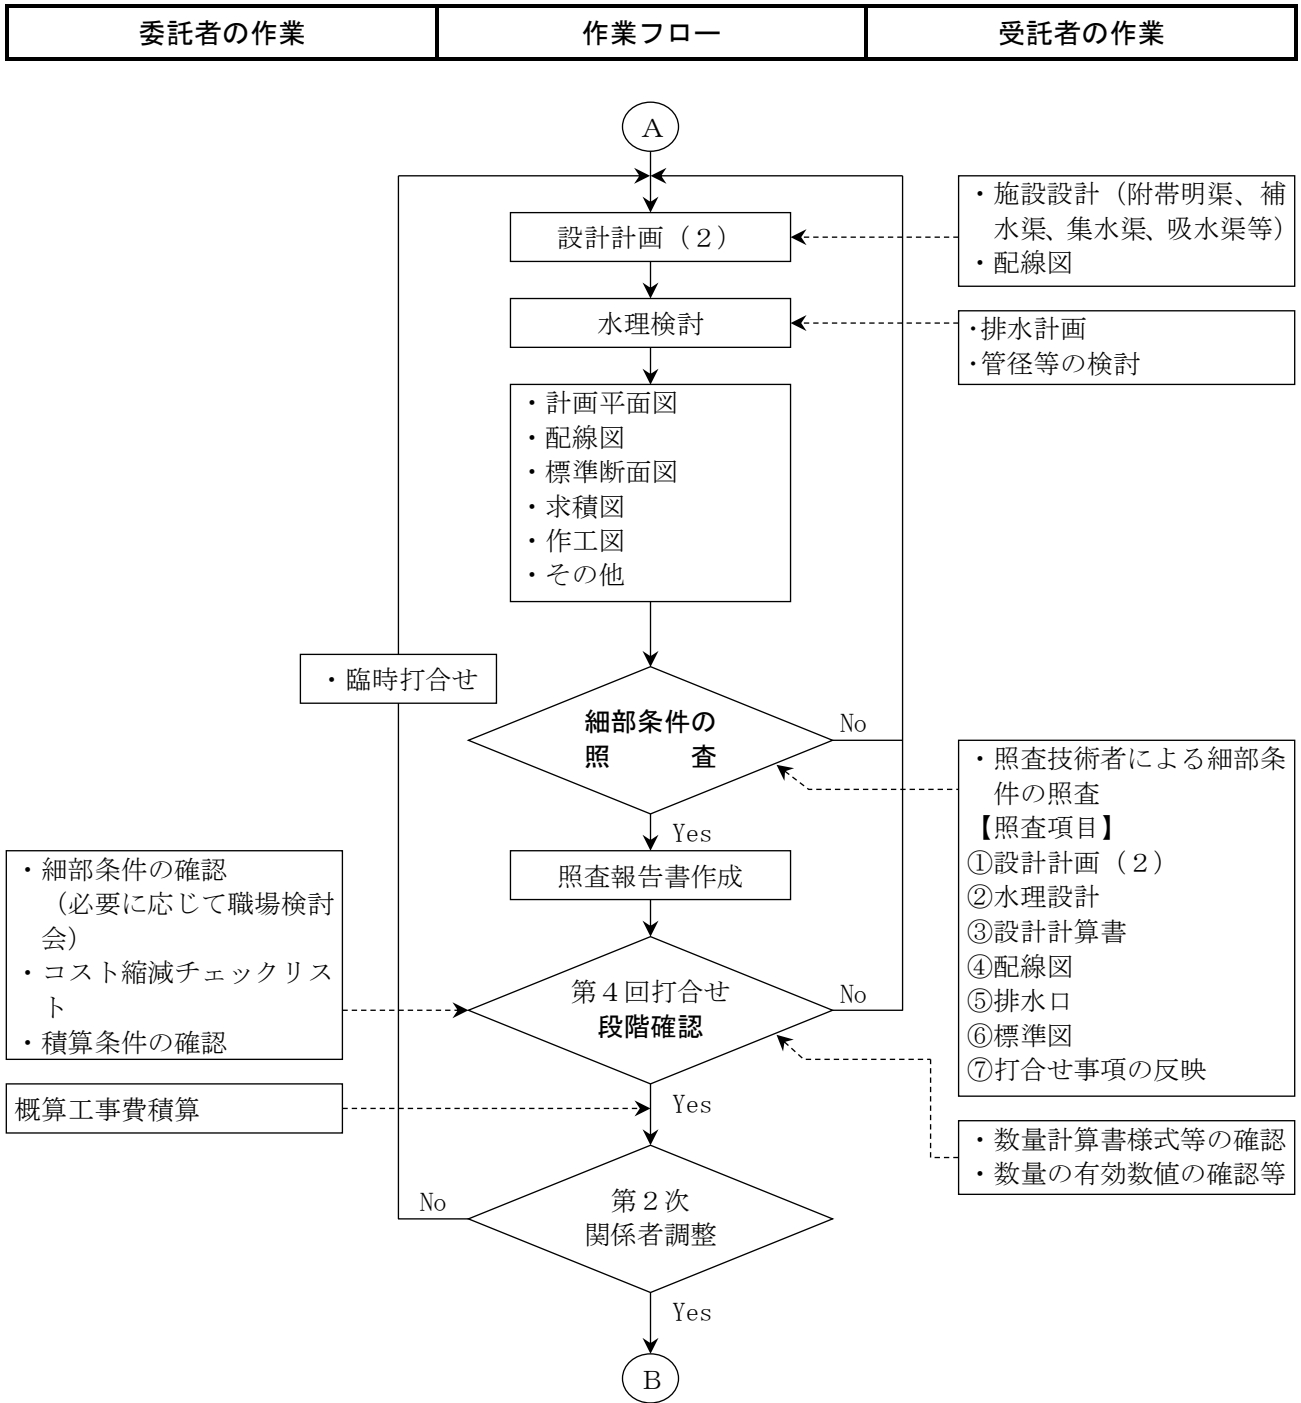 委託者の作業
作業フロー
受託者の作業
A
・施設設計（附帯明渠、補
水渠、集水渠、吸水渠等）
・配線図
設計計画（２）
水理検討
・排水計画
・管径等の検討
・計画平面図
・配線図
・標準断面図
・求積図
・作工図
・その他
・臨時打合せ
細部条件の
照　　　査
No
・照査技術者による細部条
件の照査
【照査項目】
①設計計画（２）
②水理設計
③設計計算書
④配線図
⑤排水口
⑥標準図
⑦打合せ事項の反映
Yes
照査報告書作成
・細部条件の確認
（必要に応じて職場検討
会）
・コスト縮減チェックリス
ト
・積算条件の確認
第４回打合せ
段階確認
No
概算工事費積算
Yes
・数量計算書様式等の確認
・数量の有効数値の確認等
第２次
関係者調整
No
Yes
B